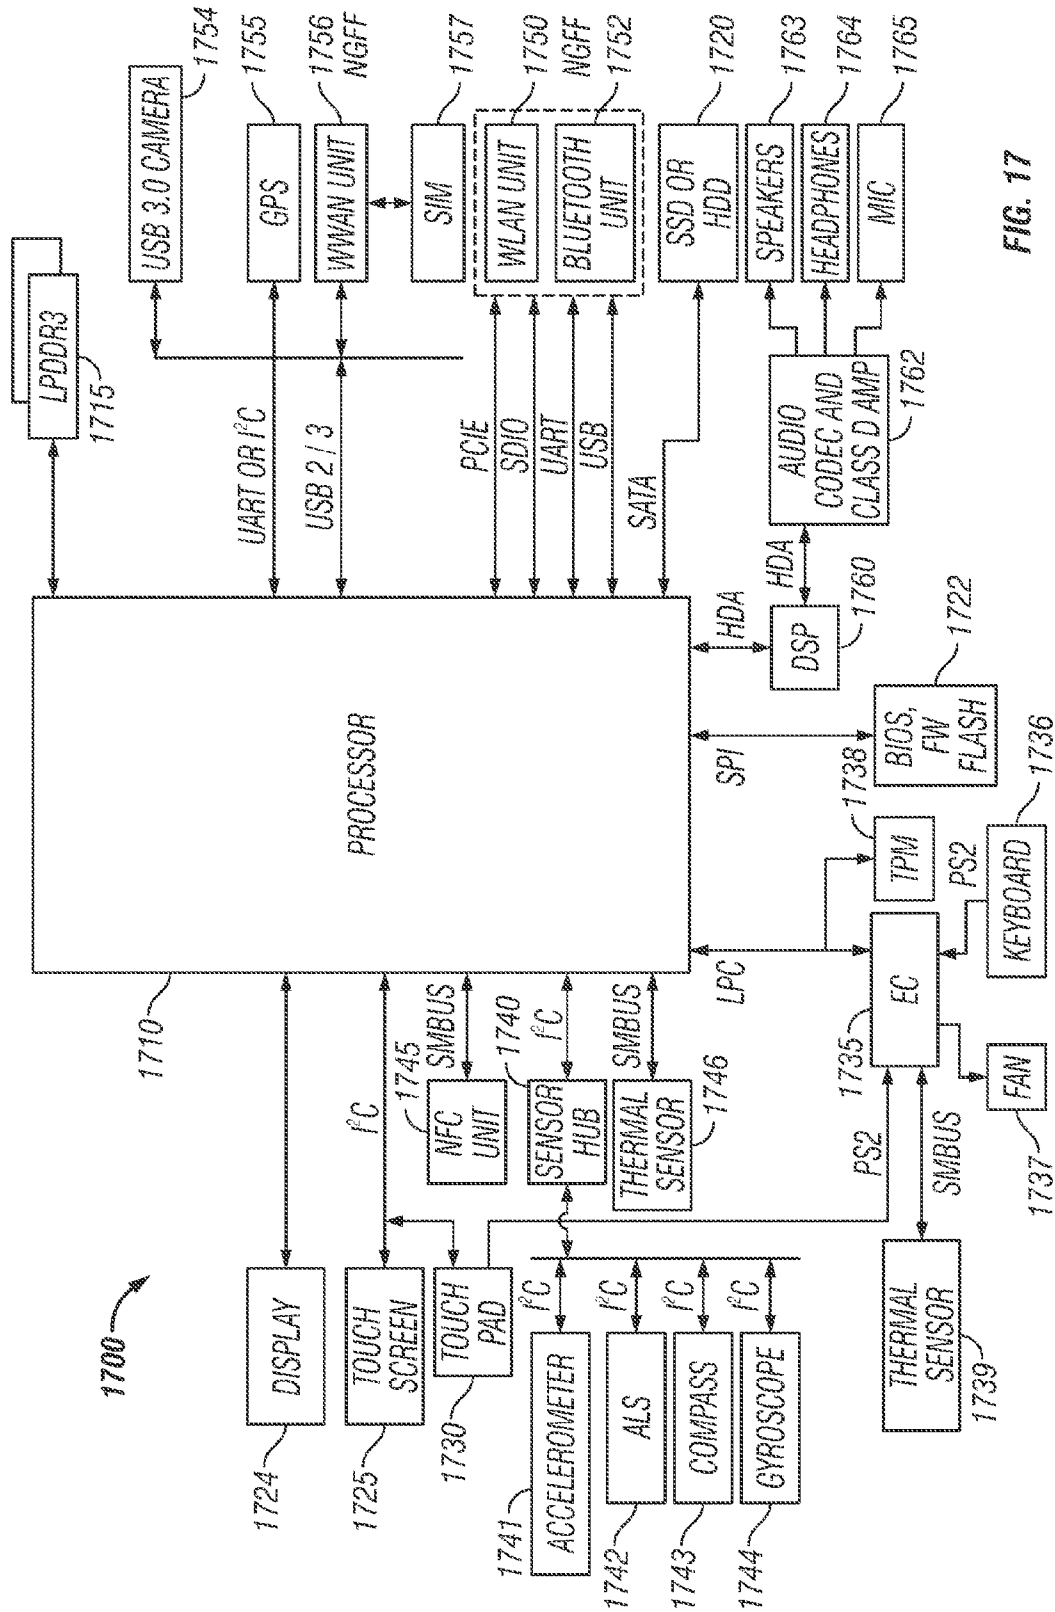 1700
LPDDR3
1715
USB 3.0 CAMERA
1754
GPS
1755
WWAN UNIT
1756
NGFF
SIM
1757
WLAN UNIT
1750
NGFF
BLUETOOTH
UNIT
1752
SSD OR
HDD
1720
SPEAKERS
1763
HEADPHONES
1764
MIC
1765
UART OR I²C
USB 2 / 3
PCIE
SDIO
UART
USB
SATA
AUDIO
CODEC AND
CLASS D AMP
1762
HDA
HDA
DSP
1760
PROCESSOR
1710
SPI
BIOS,
FW
FLASH
1722
LPC
TPM
1738
EC
1735
PS2
KEYBOARD
1736
FAN
1737
DISPLAY
1724
TOUCH
SCREEN
1725
I²C
TOUCH
PAD
1730
NFC
UNIT
1745
SMBUS
SENSOR
HUB
1740
I²C
THERMAL
SENSOR
1746
SMBUS
PS2
SMBUS
THERMAL
SENSOR
1739
ACCELEROMETER
1741
I²C
ALS
1742
I²C
COMPASS
1743
I²C
GYROSCOPE
1744
I²C
FIG. 17